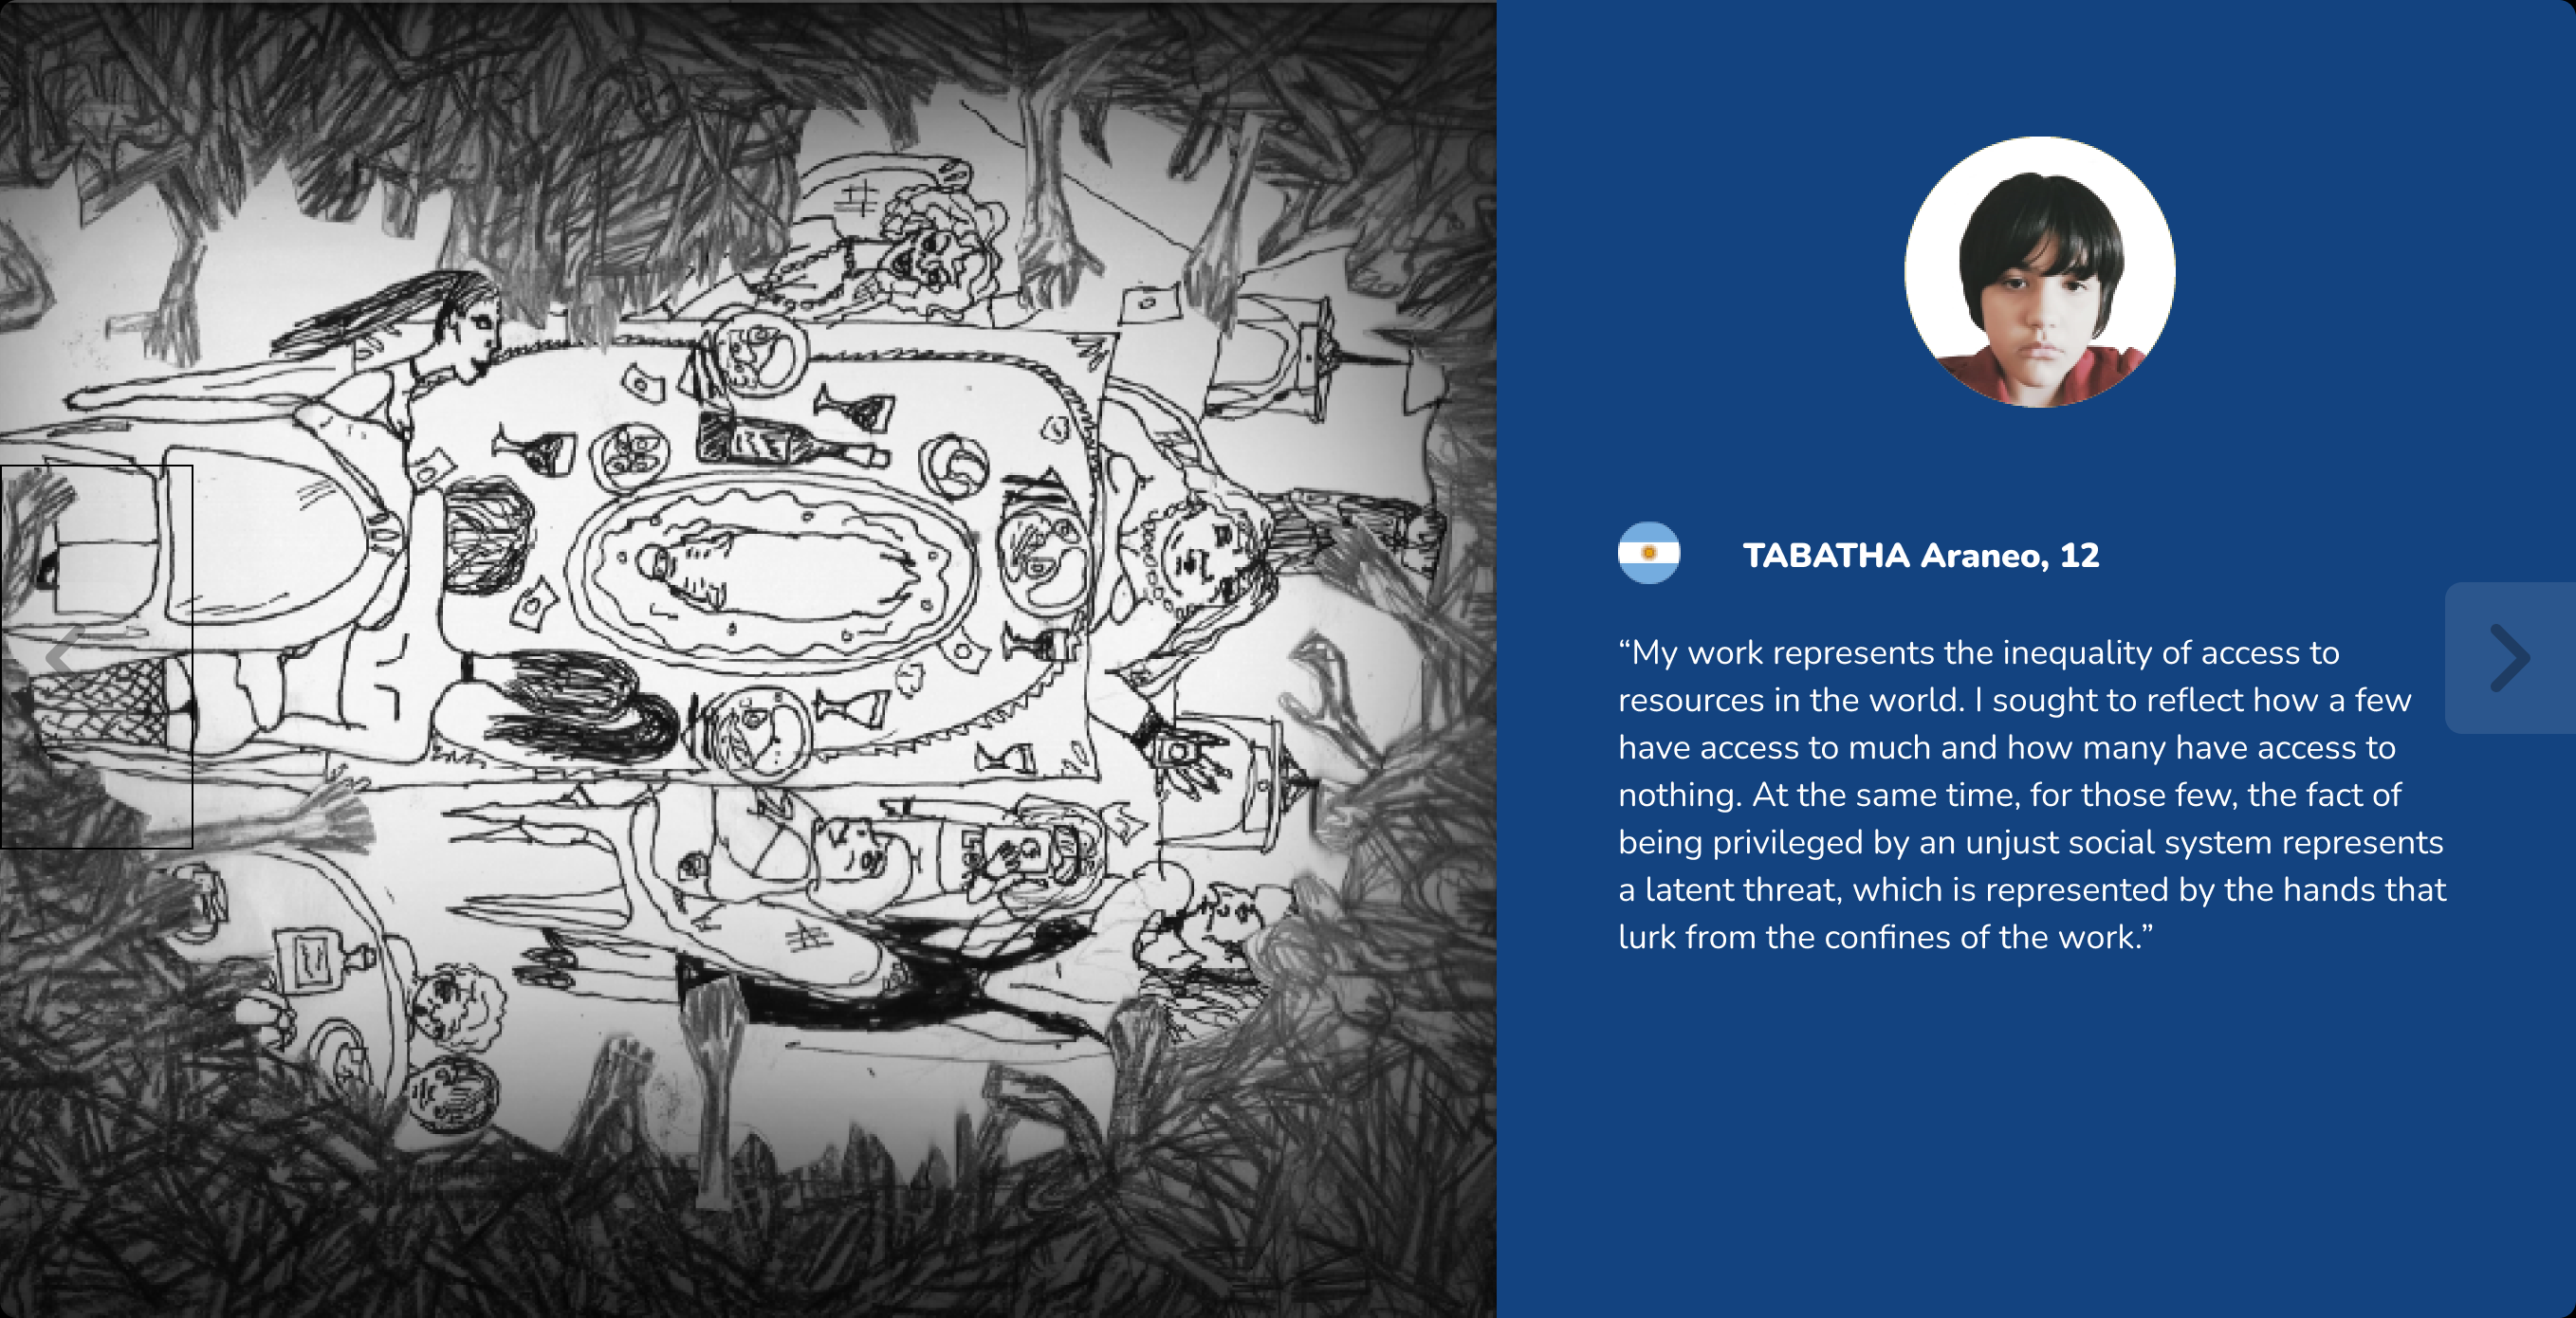 TABATHA Araneo, 12
“My work represents the inequality of access to
resources in the world. I sought to reflect how a few
have access to much and how many have access to
nothing. At the same time, for those few, the fact of
being privileged by an unjust social system represents
a latent threat, which is represented by the hands that
lurk from the confines of the work.”